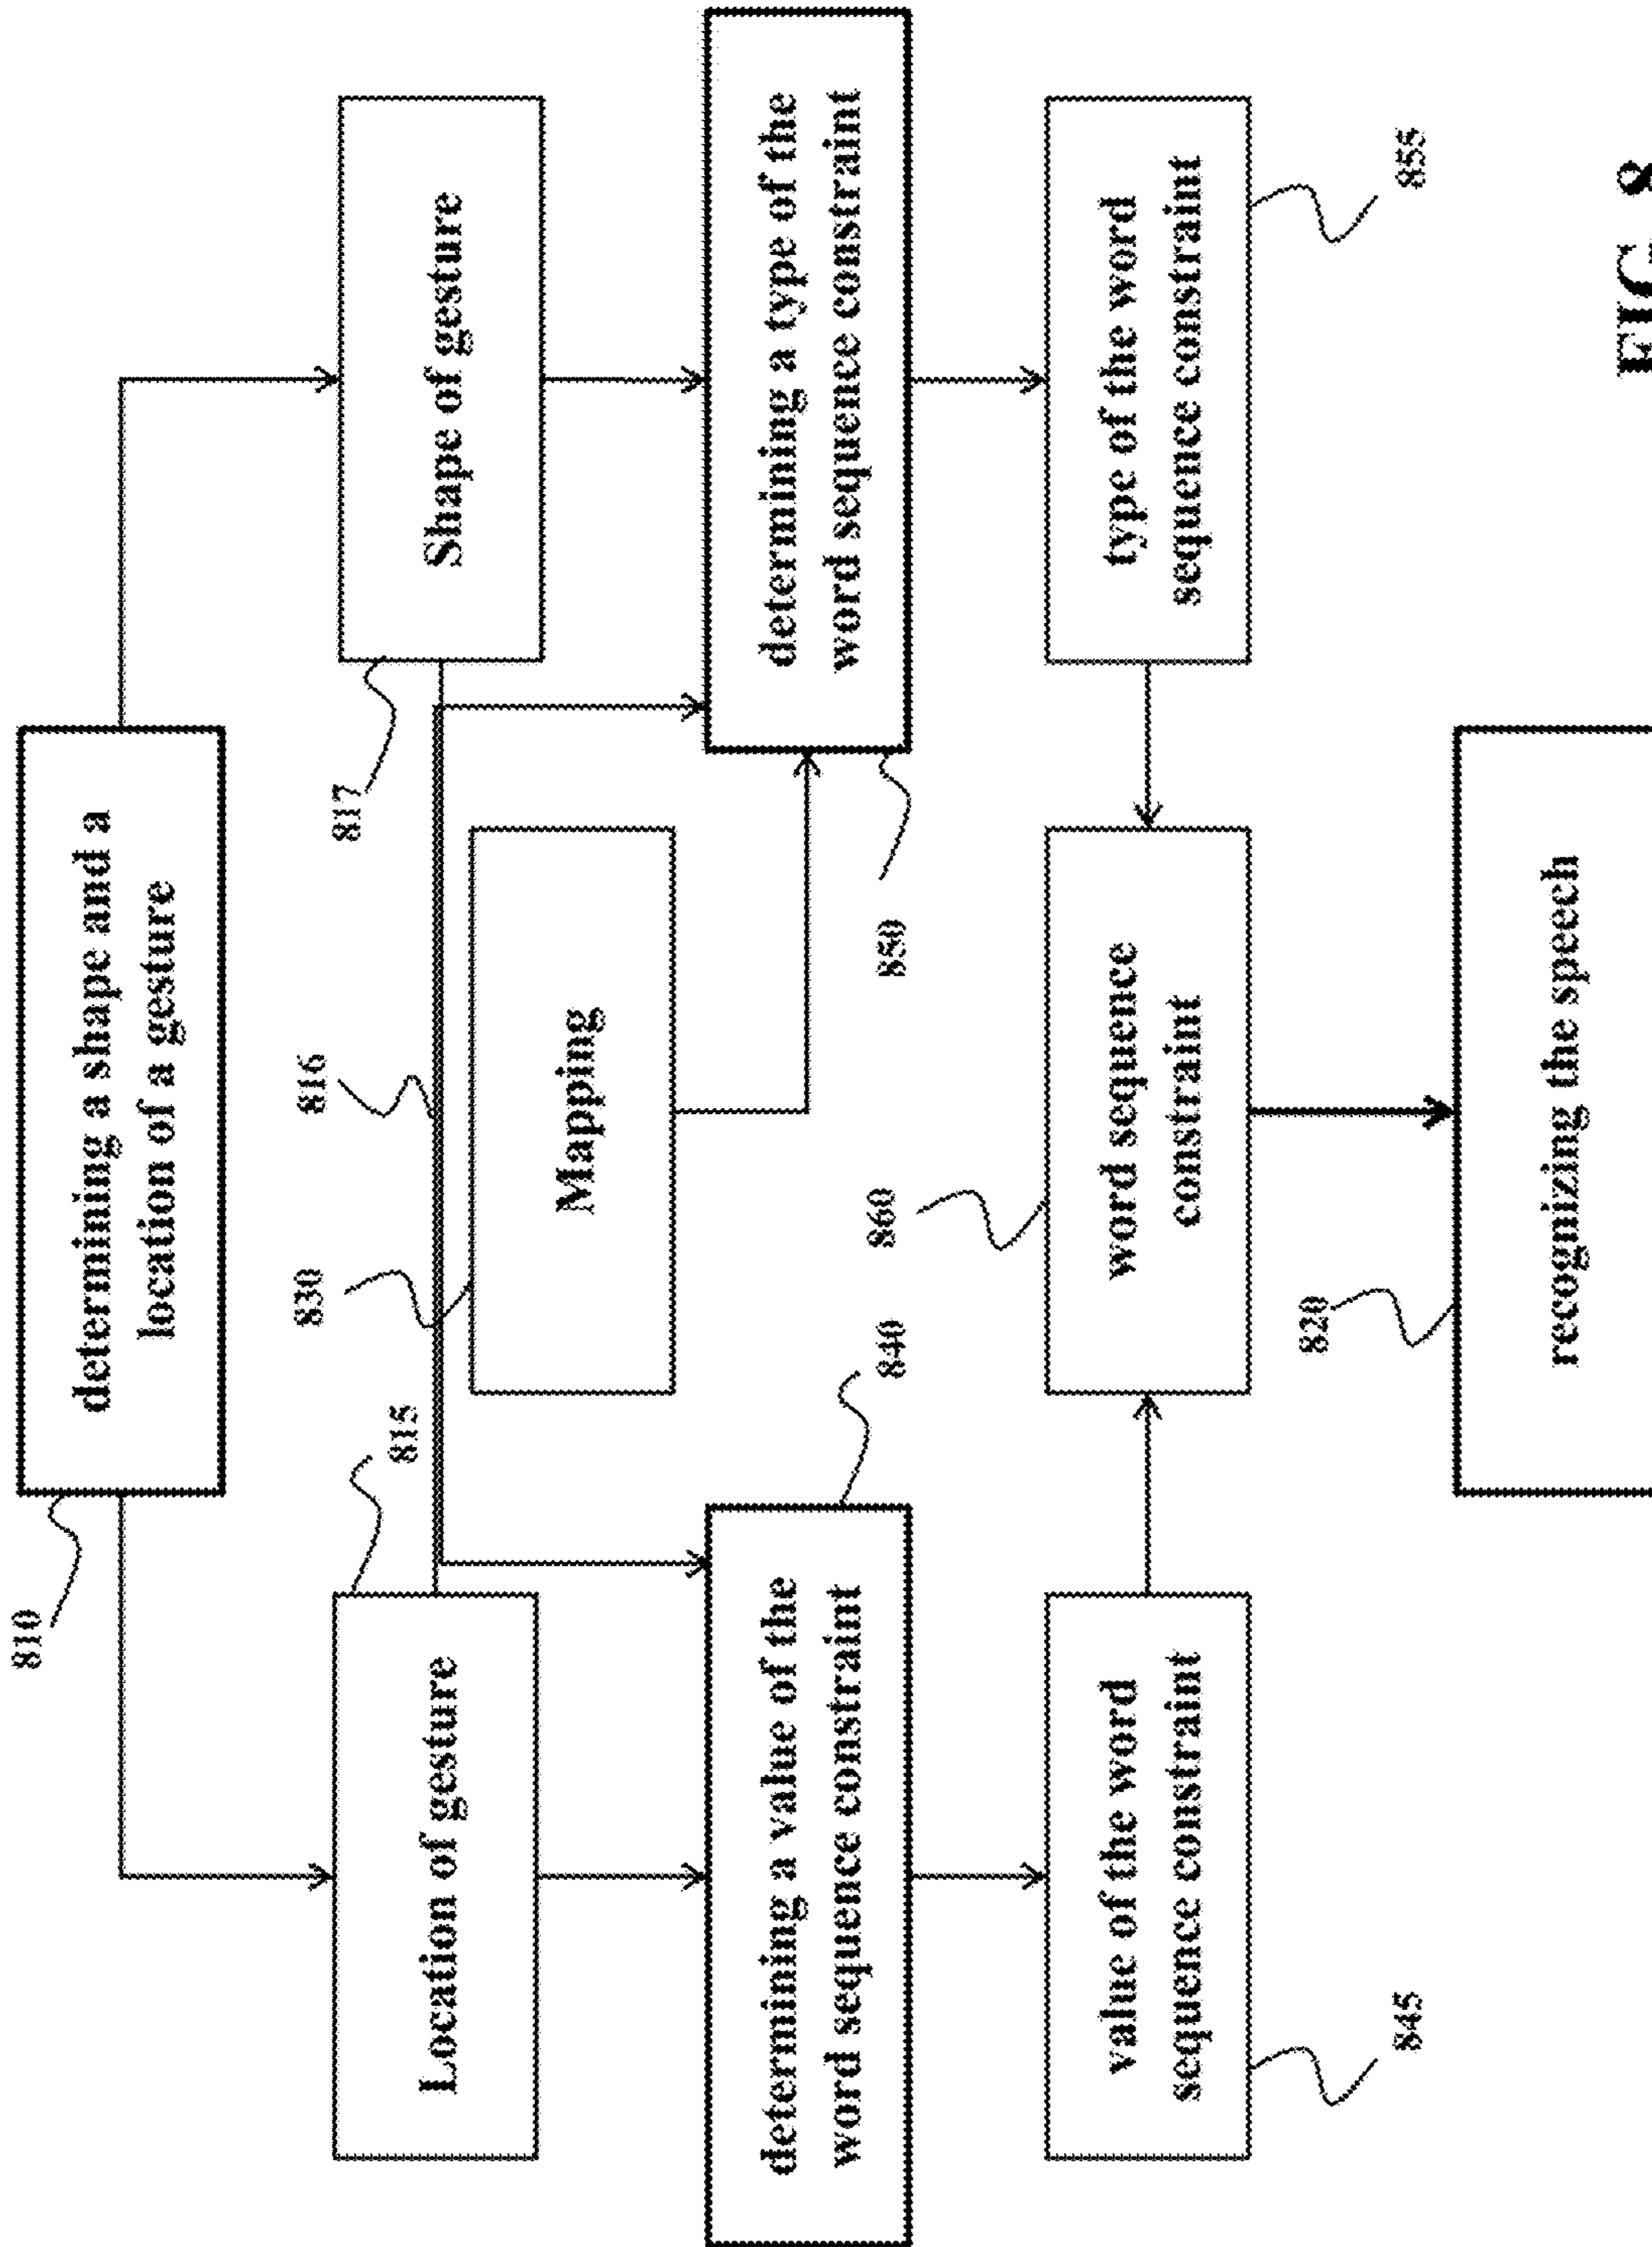 810
determining a shape and a
location of a gesture
815
816
817
Location of gesture
Shape of gesture
830
Mapping
840
determining a value of the
word sequence constraint
850
determining a type of the
word sequence constraint
845
value of the word
sequence constraint
860
word sequence
constraint
855
type of the word
sequence constraint
820
recognizing the speech
FIG. 8